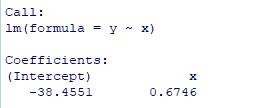 Call:
lm(formula = y ~ x)
Coefficients:
(Intercept) x
-38.4551 0.6746